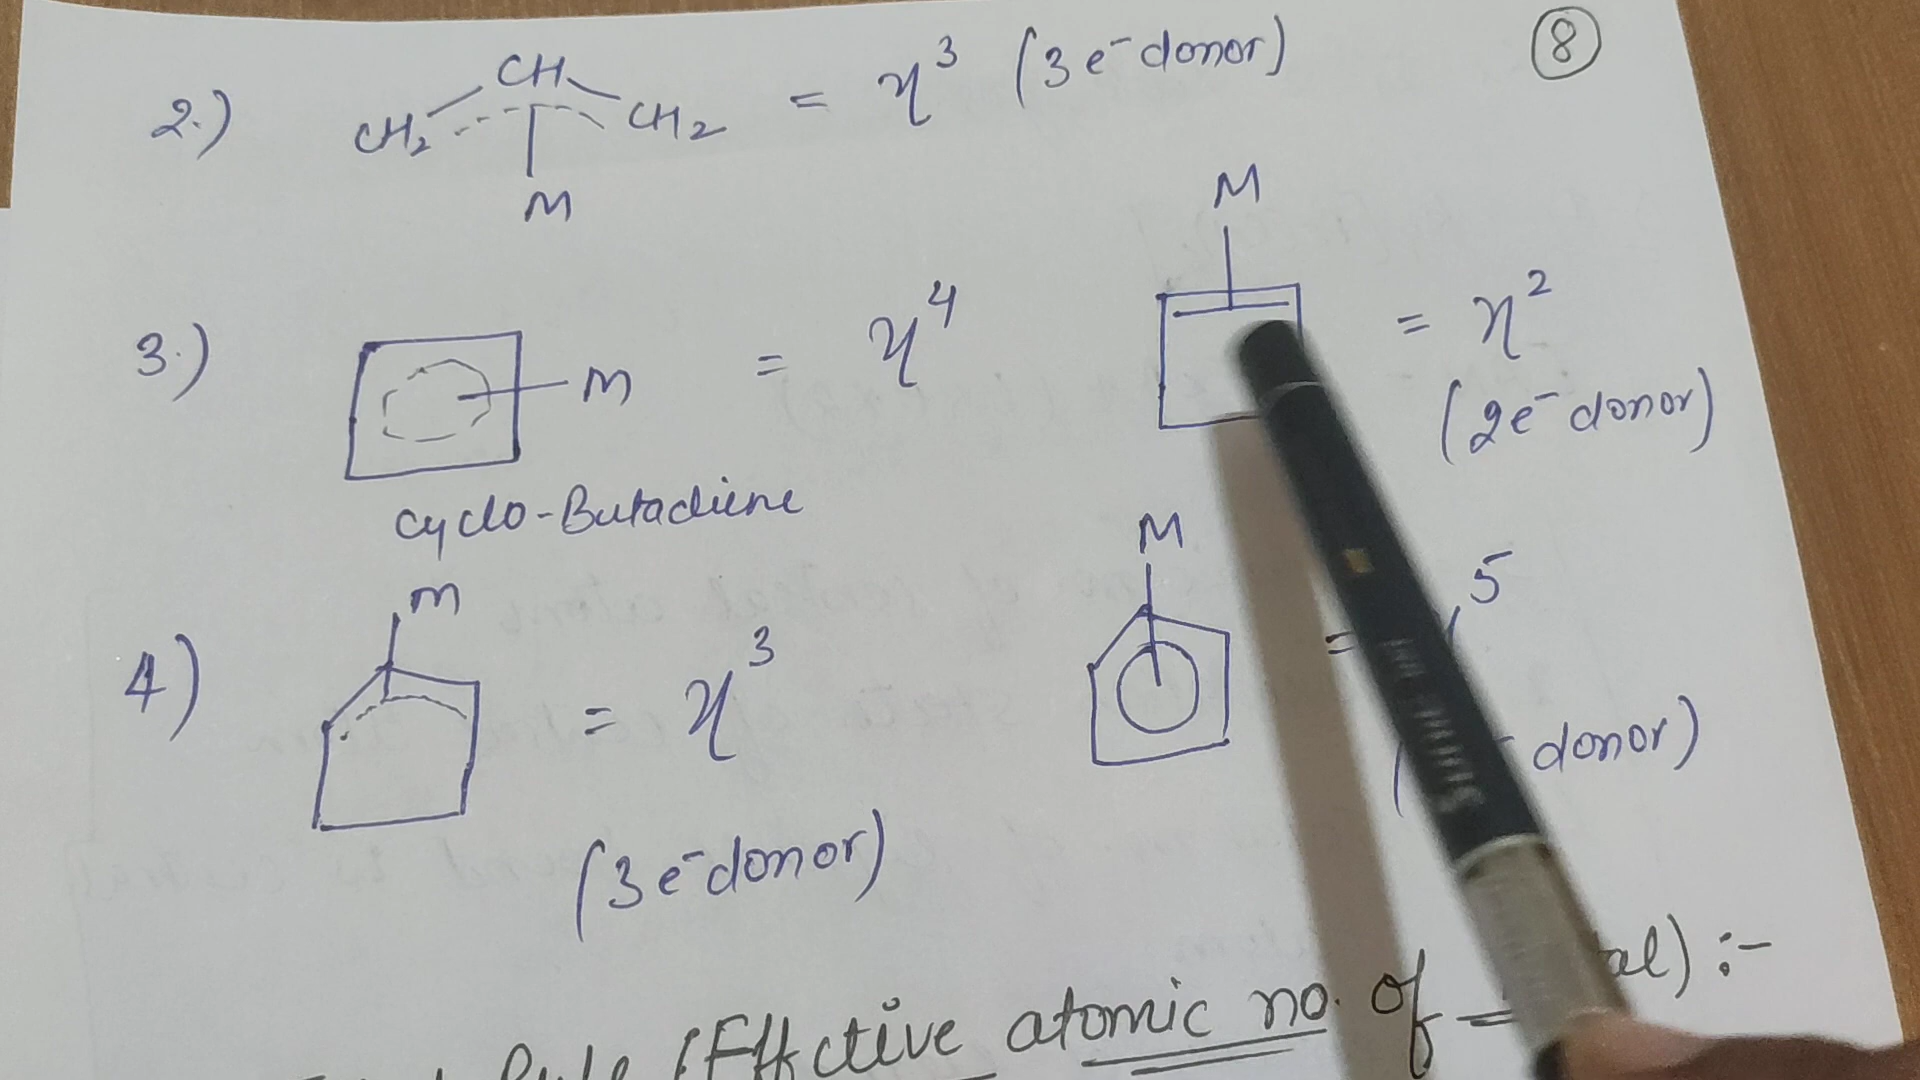 8
2.) CH2 CH CH2 M = η³ (3e⁻ donor)
3.) M = η⁴ M = η²
(2e⁻ donor)
Cyclo-Butadiene
4) M = η³ M = 5
(3e⁻ donor) donor)
(Effective atomic no. of